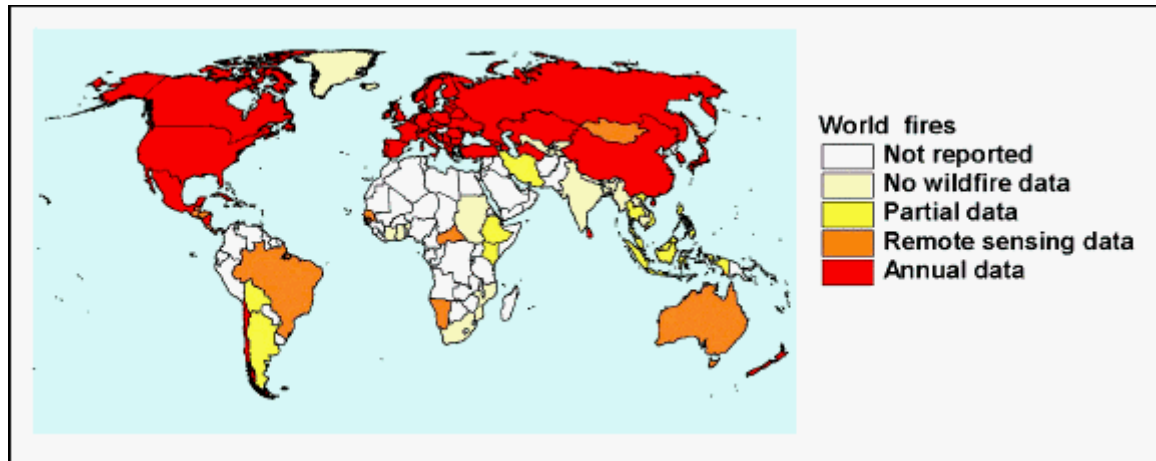 World fires
Not reported
No wildfire data
Partial data
Remote sensing data
Annual data